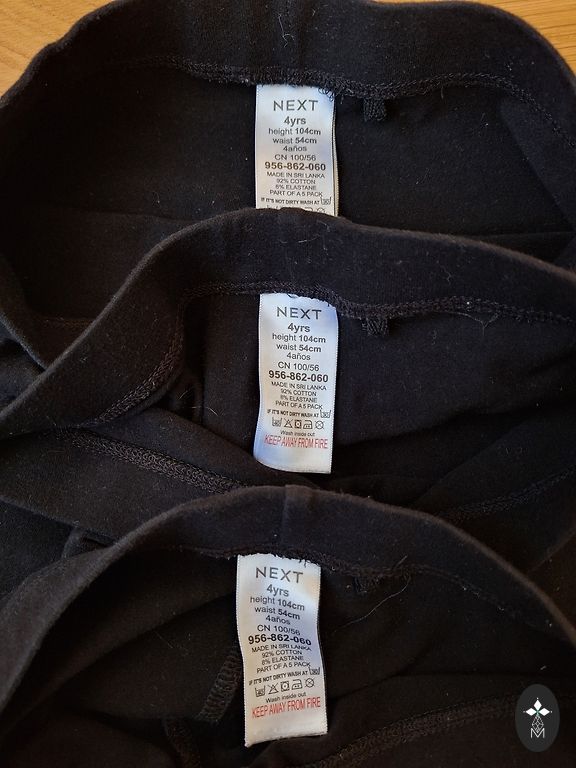 NEXT
4yrs
height 104cm
waist 54cm
4años
CN 100/56
956-862-060
MADE IN SRI LANKA
92% COTTON
8% ELASTANE
PART OF A 5 PACK
IF IT'S NOT DIRTY WASH AT 30
NEXT
4yrs
height 104cm
waist 54cm
4años
CN 100/56
956-862-060
MADE IN SRI LANKA
92% COTTON
8% ELASTANE
PART OF A 5 PACK
IF IT'S NOT DIRTY WASH AT 30
Wash inside out
KEEP AWAY FROM FIRE
NEXT
4yrs
height 104cm
waist 54cm
4años
CN 100/56
956-862-060
MADE IN SRI LANKA
92% COTTON
8% ELASTANE
PART OF A 5 PACK
IF IT'S NOT DIRTY WASH AT 30
Wash inside out
KEEP AWAY FROM FIRE